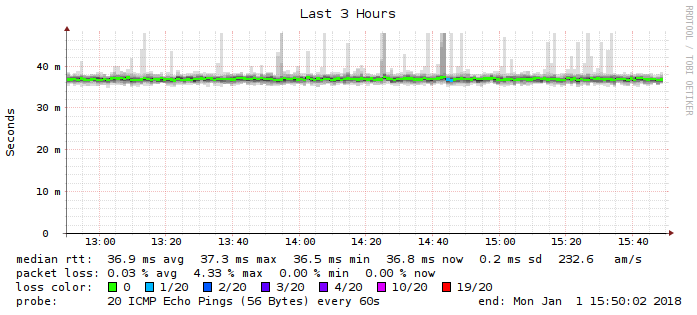 Last 3 Hours
RRDTOOL / TOBI OETIKER
Seconds
40 m
30 m
20 m
10 m
0
13:00 13:20 13:40 14:00 14:20 14:40 15:00 15:20 15:40
median rtt: 36.9 ms avg 37.3 ms max 36.5 ms min 36.8 ms now 0.2 ms sd 232.6 am/s
packet loss: 0.03 % avg 4.33 % max 0.00 % min 0.00 % now
loss color: 0 1/20 2/20 3/20 4/20 10/20 19/20
probe: 20 ICMP Echo Pings (56 Bytes) every 60s end: Mon Jan 1 15:50:02 2018